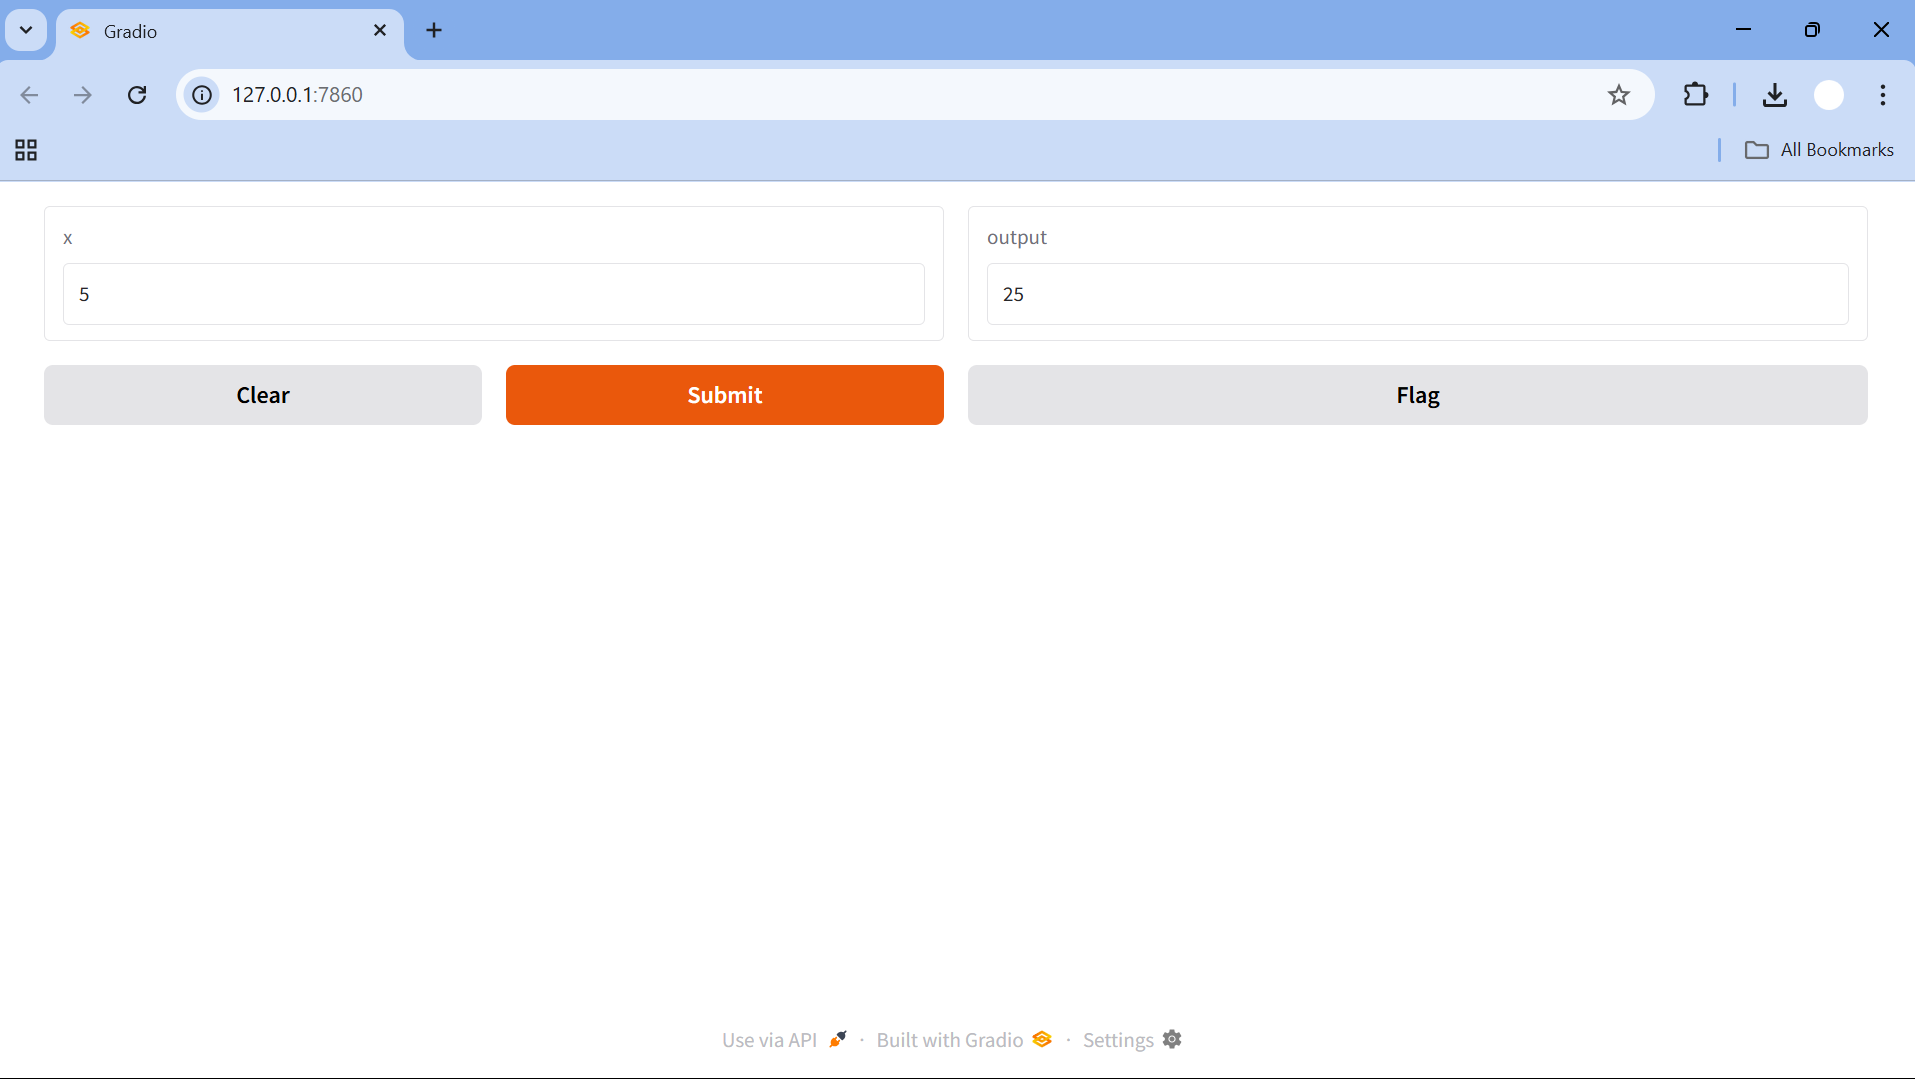 Gradio
127.0.0.1:7860
All Bookmarks
x
output
5
25
Clear
Submit
Flag
Use via API · Built with Gradio · Settings